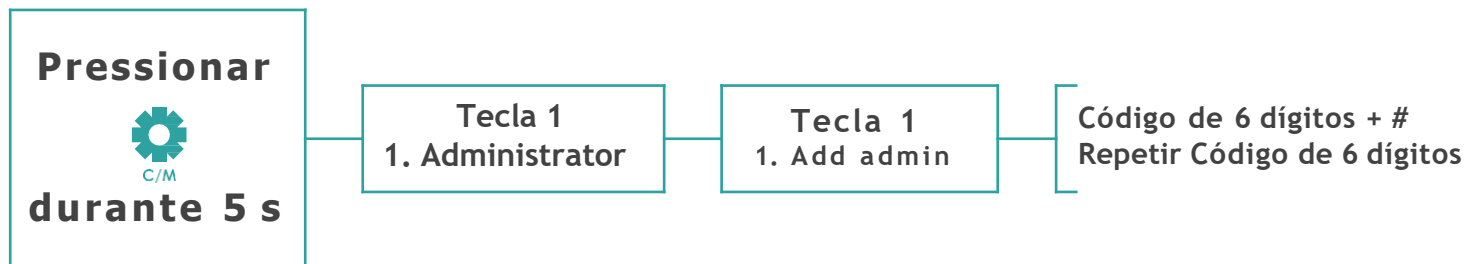 Pressionar
C/M
durante 5 s
Tecla 1
1. Administrator
Tecla 1
1. Add admin
Código de 6 dígitos + #
Repetir Código de 6 dígitos